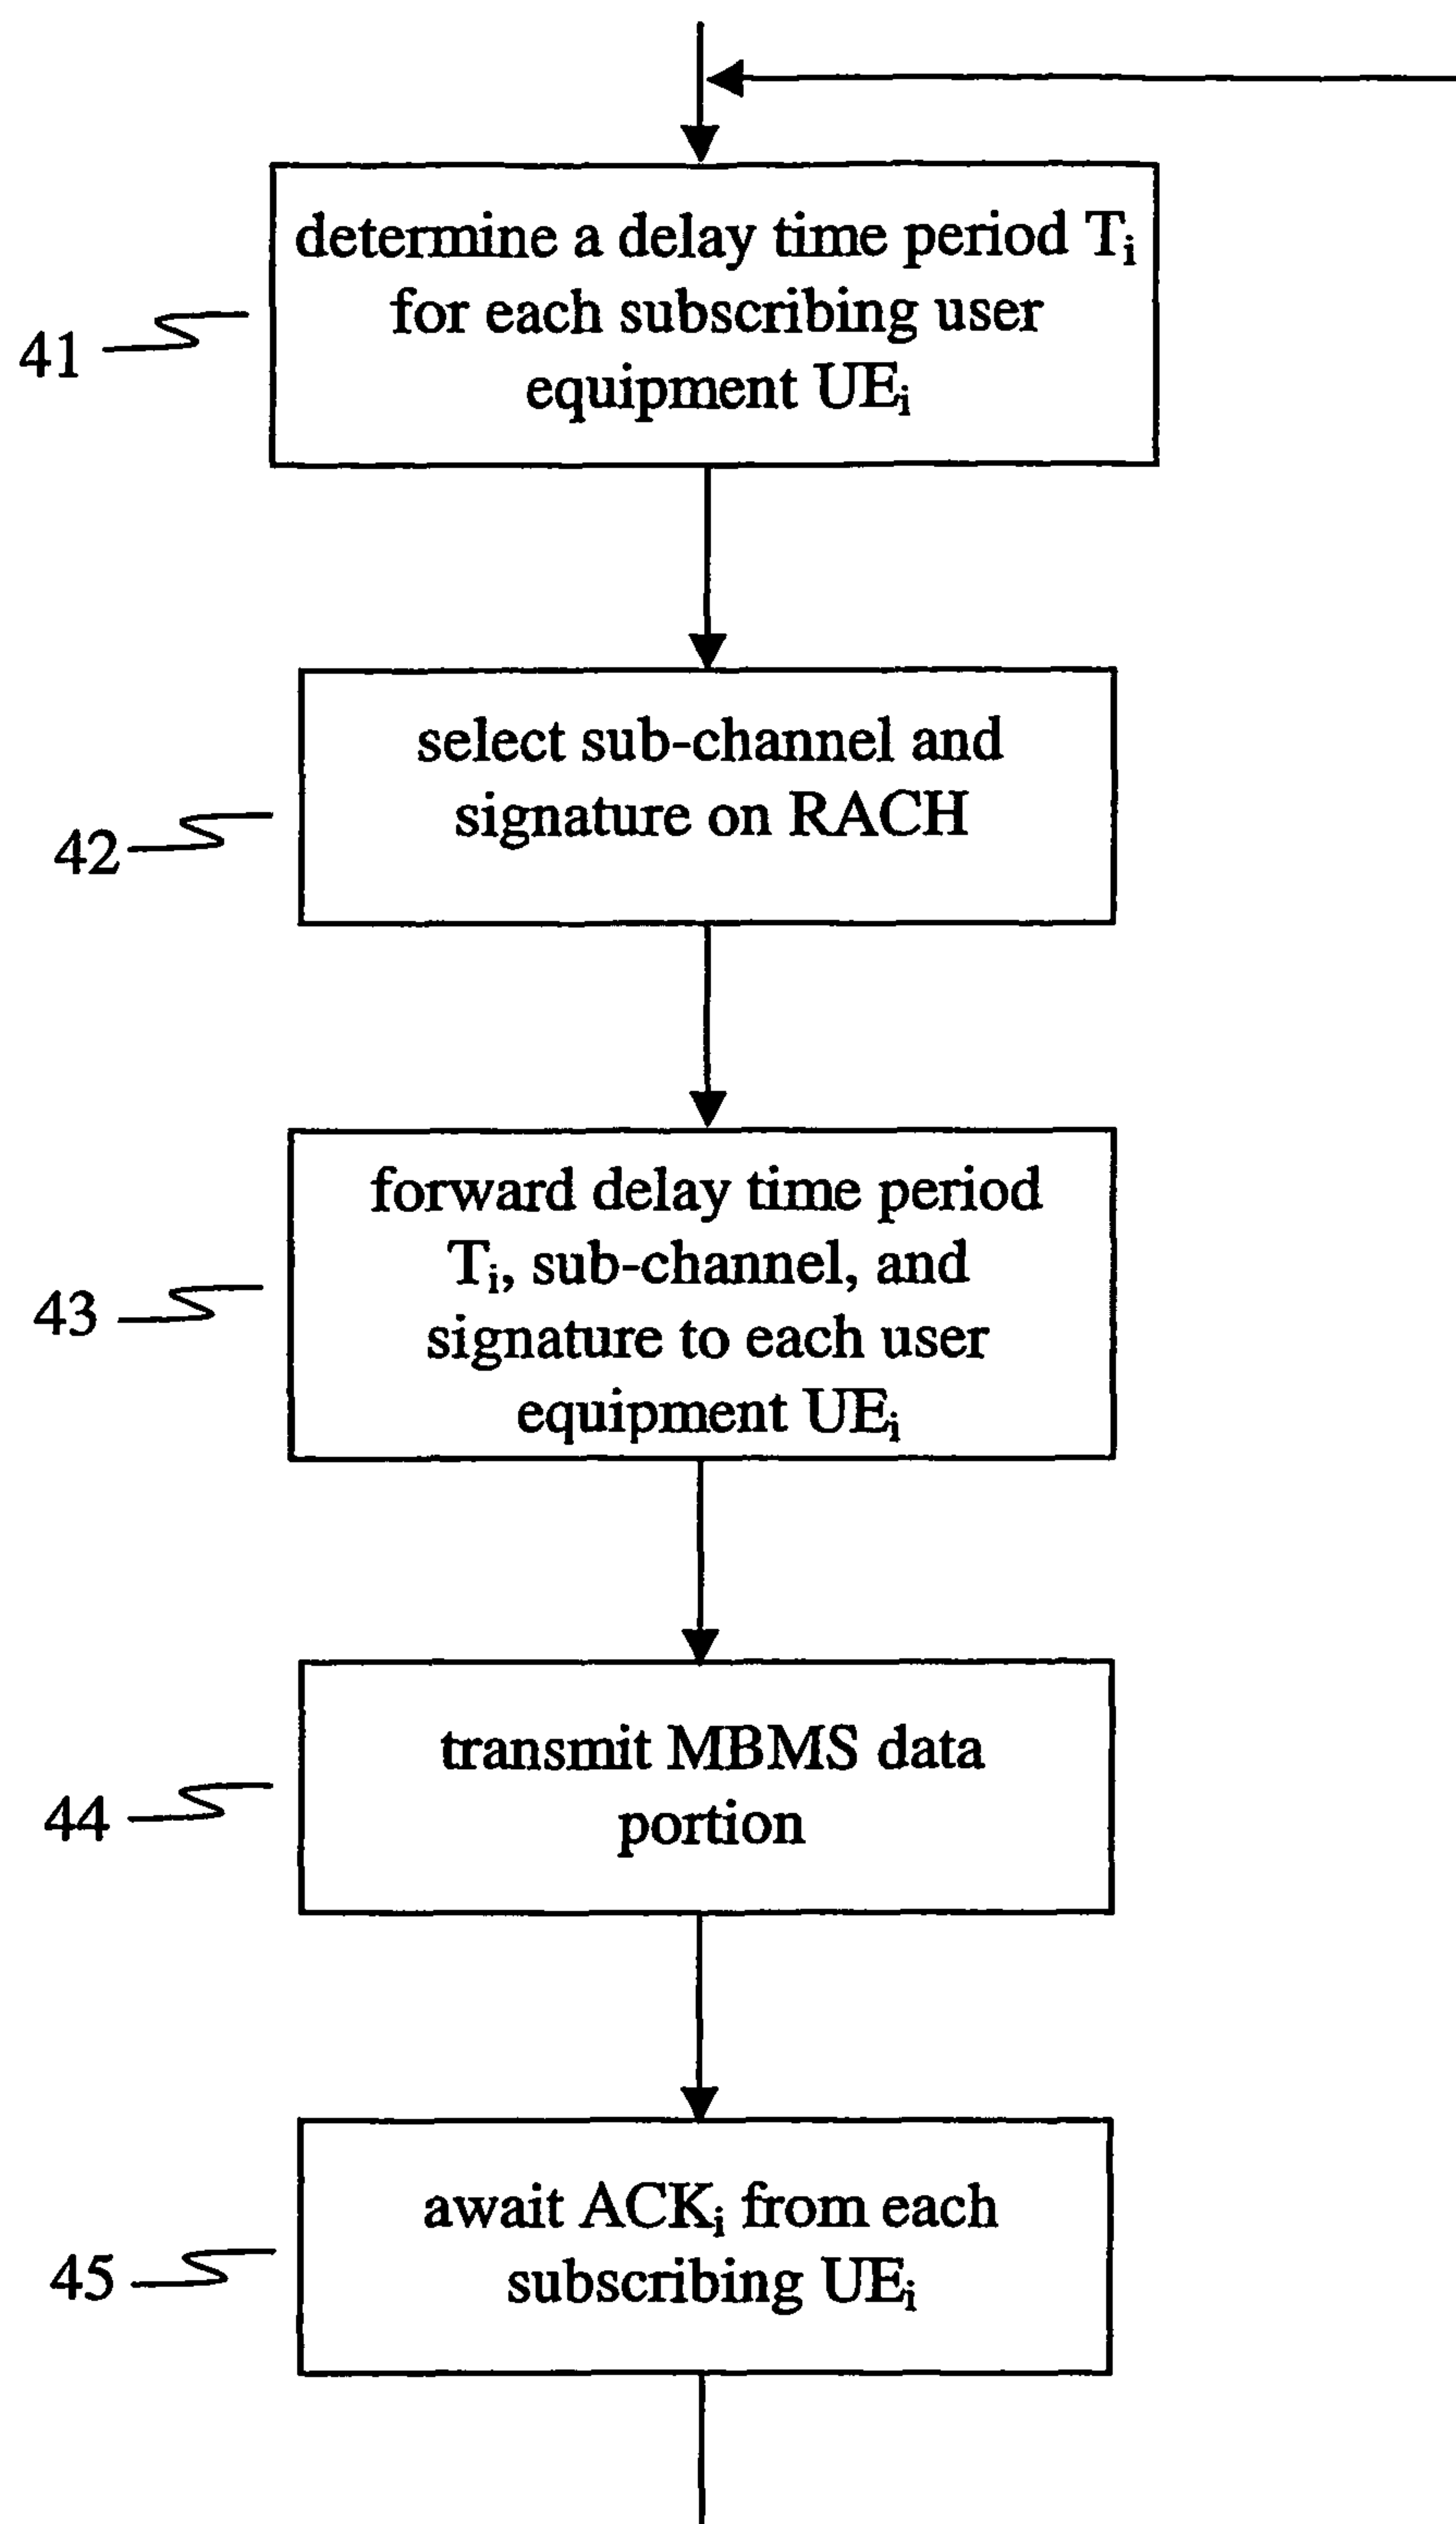 determine a delay time period Ti
for each subscribing user
equipment UEi
41
select sub-channel and
signature on RACH
42
forward delay time period
Ti, sub-channel, and
signature to each user
equipment UEi
43
transmit MBMS data
portion
44
await ACKi from each
subscribing UEi
45